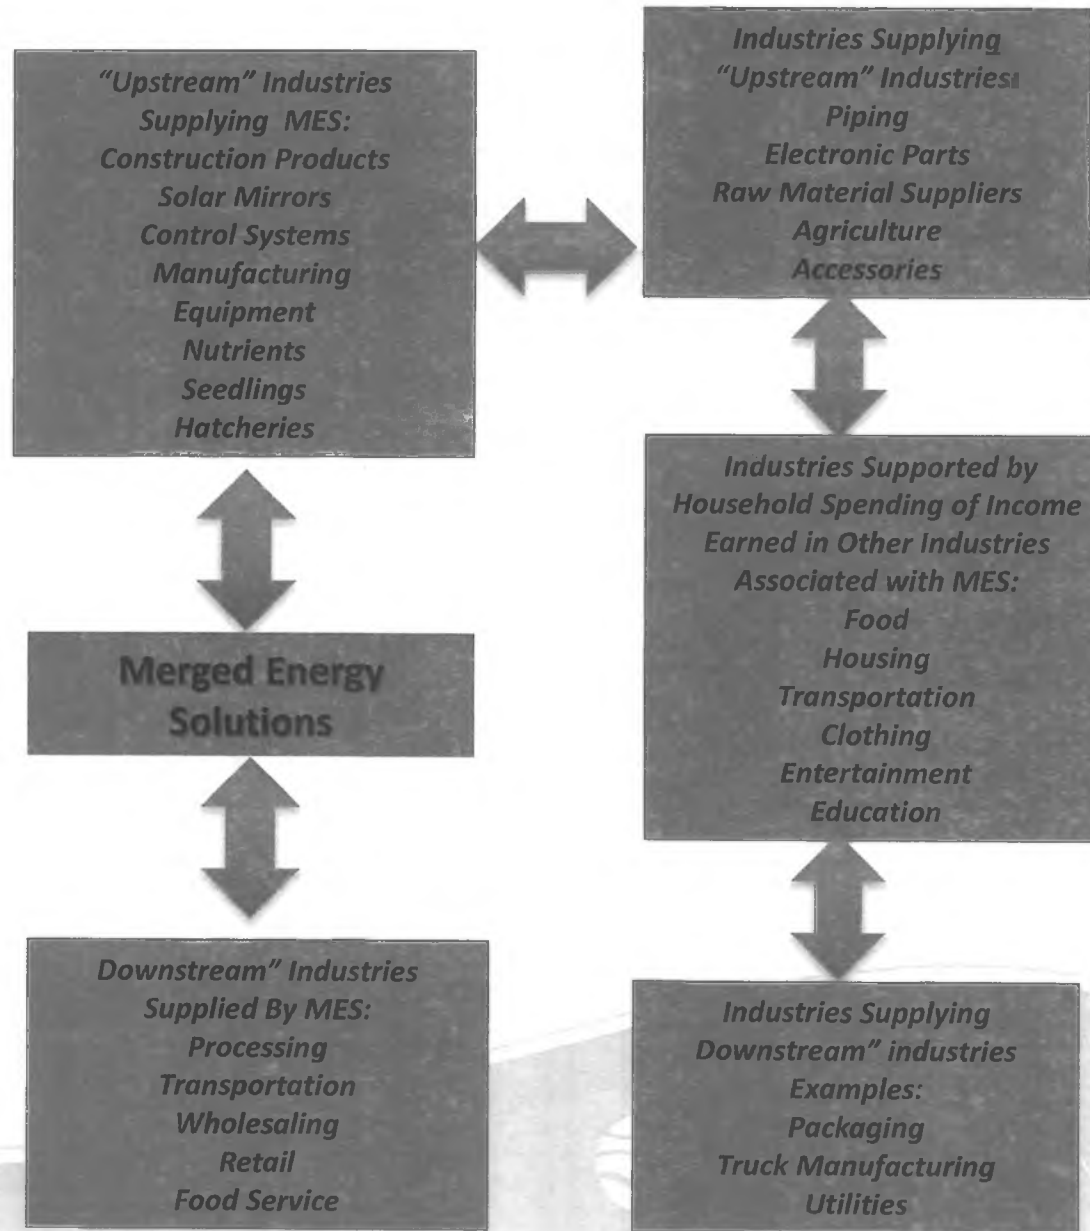 “Upstream” Industries
Supplying MES:
Construction Products
Solar Mirrors
Control Systems
Manufacturing
Equipment
Nutrients
Seedlings
Hatcheries
Industries Supplying
“Upstream” Industries
Piping
Electronic Parts
Raw Material Suppliers
Agriculture
Accessories
Merged Energy
Solutions
Industries Supported by
Household Spending of Income
Earned in Other Industries
Associated with MES:
Food
Housing
Transportation
Clothing
Entertainment
Education
Downstream” Industries
Supplied By MES:
Processing
Transportation
Wholesaling
Retail
Food Service
Industries Supplying
Downstream” industries
Examples:
Packaging
Truck Manufacturing
Utilities